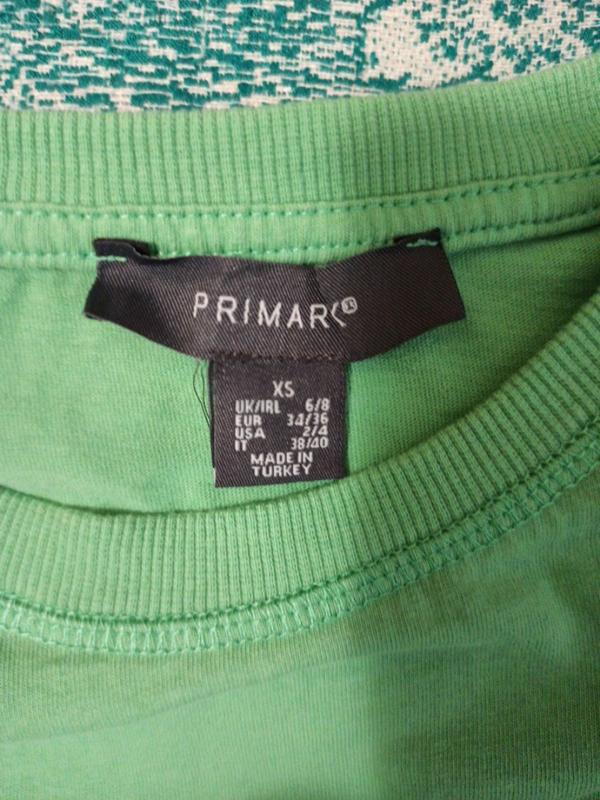 PRIMARK®
XS
UK/IRL 6/8
EUR 34/36
USA 2/4
IT 38/40
MADE IN
TURKEY